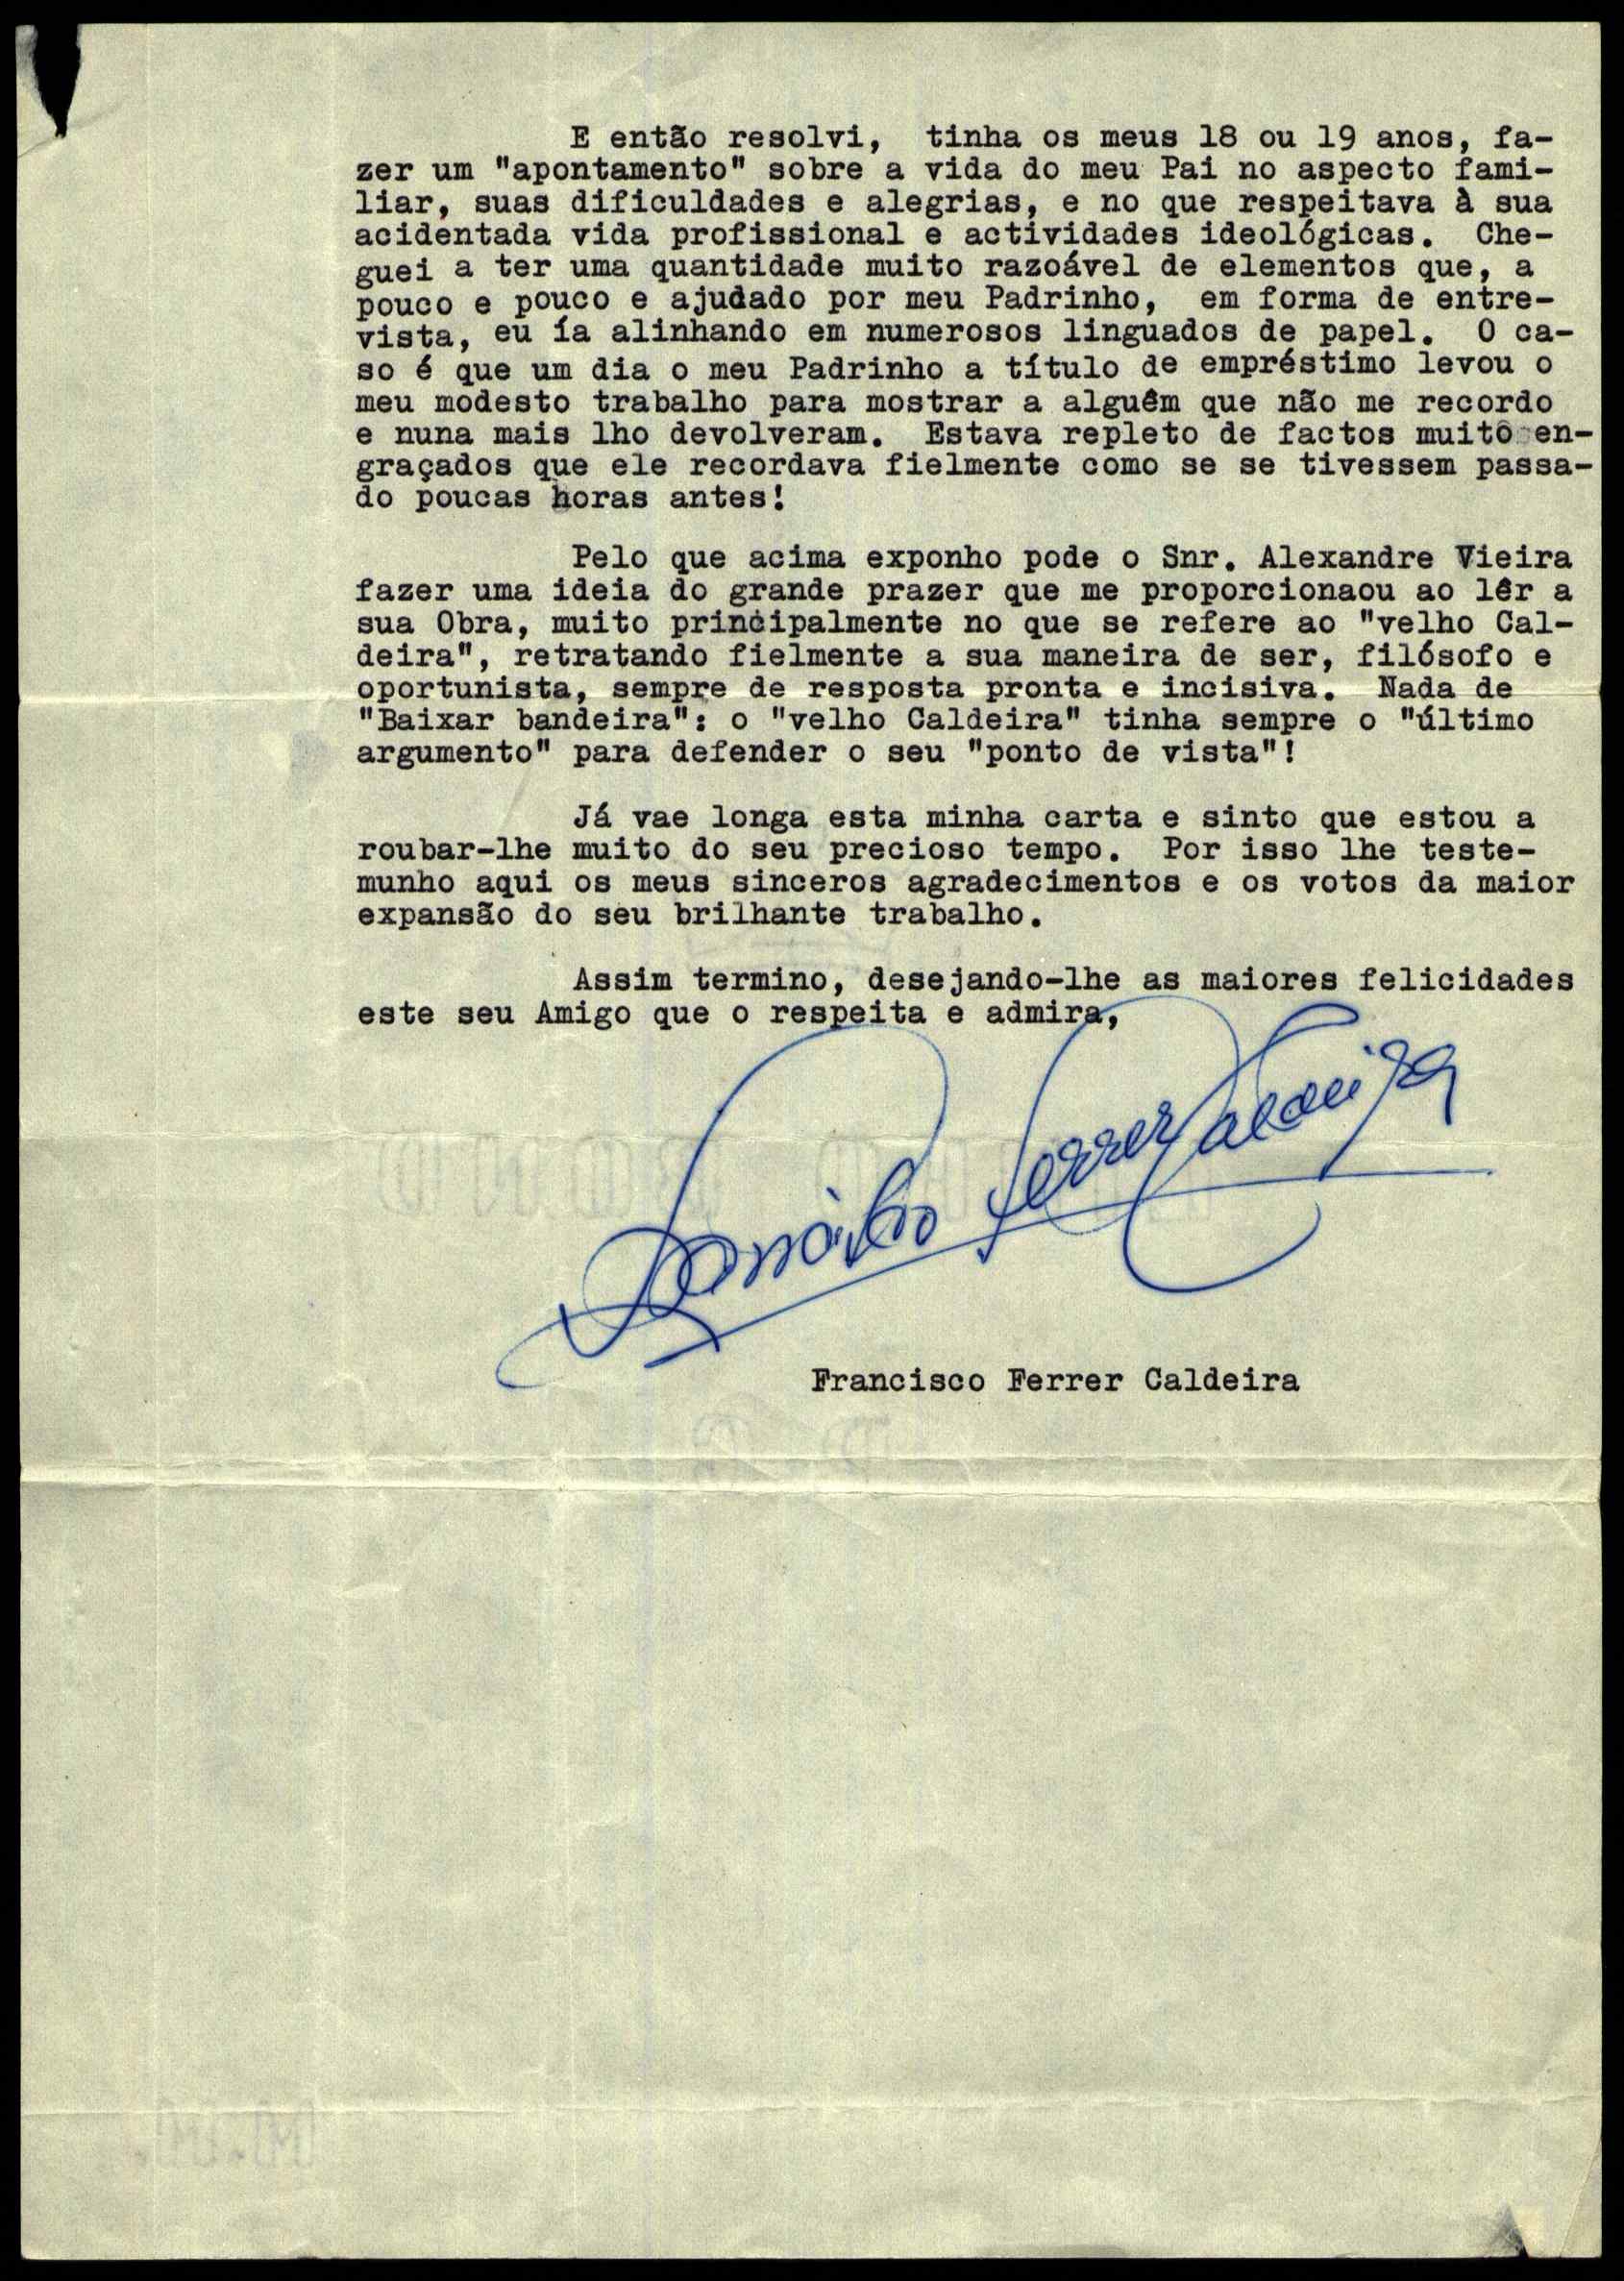 E então resolvi, tinha os meus 18 ou 19 anos, fa-
zer um "apontamento" sobre a vida do meu Pai no aspecto fami-
liar, suas dificuldades e alegrias, e no que respeitava à sua
acidentada vida profissional e actividades ideológicas. Che-
guei a ter uma quantidade muito razoável de elementos que, a
pouco e pouco e ajudado por meu Padrinho, em forma de entre-
vista, eu ía alinhando em numerosos linguados de papel. O ca-
so é que um dia o meu Padrinho a título de empréstimo levou o
meu modesto trabalho para mostrar a alguêm que não me recordo
e nuna mais lho devolveram. Estava repleto de factos muito en-
graçados que ele recordava fielmente como se se tivessem passa-
do poucas horas antes!
Pelo que acima exponho pode o Snr. Alexandre Vieira
fazer uma ideia do grande prazer que me proporcionaou ao lêr a
sua Obra, muito principalmente no que se refere ao "velho Cal-
deira", retratando fielmente a sua maneira de ser, filósofo e
oportunista, sempre de resposta pronta e incisiva. Nada de
"Baixar bandeira": o "velho Caldeira" tinha sempre o "último
argumento" para defender o seu "ponto de vista"!
Já vae longa esta minha carta e sinto que estou a
roubar-lhe muito do seu precioso tempo. Por isso lhe teste-
munho aqui os meus sinceros agradecimentos e os votos da maior
expansão do seu brilhante trabalho.
Assim termino, desejando-lhe as maiores felicidades
este seu Amigo que o respeita e admira,
Ferrer Caldeira
Francisco Ferrer Caldeira